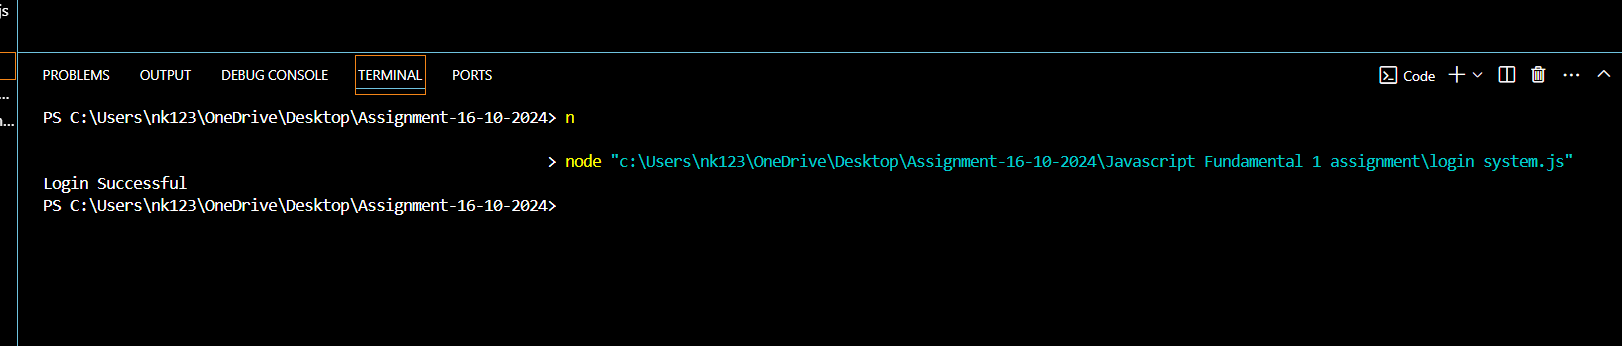 js
PROBLEMS OUTPUT DEBUG CONSOLE TERMINAL PORTS Code
...
n...
PS C:\Users\nk123\OneDrive\Desktop\Assignment-16-10-2024> n
> node "c:\Users\nk123\OneDrive\Desktop\Assignment-16-10-2024\Javascript Fundamental 1 assignment\login system.js"
Login Successful
PS C:\Users\nk123\OneDrive\Desktop\Assignment-16-10-2024>